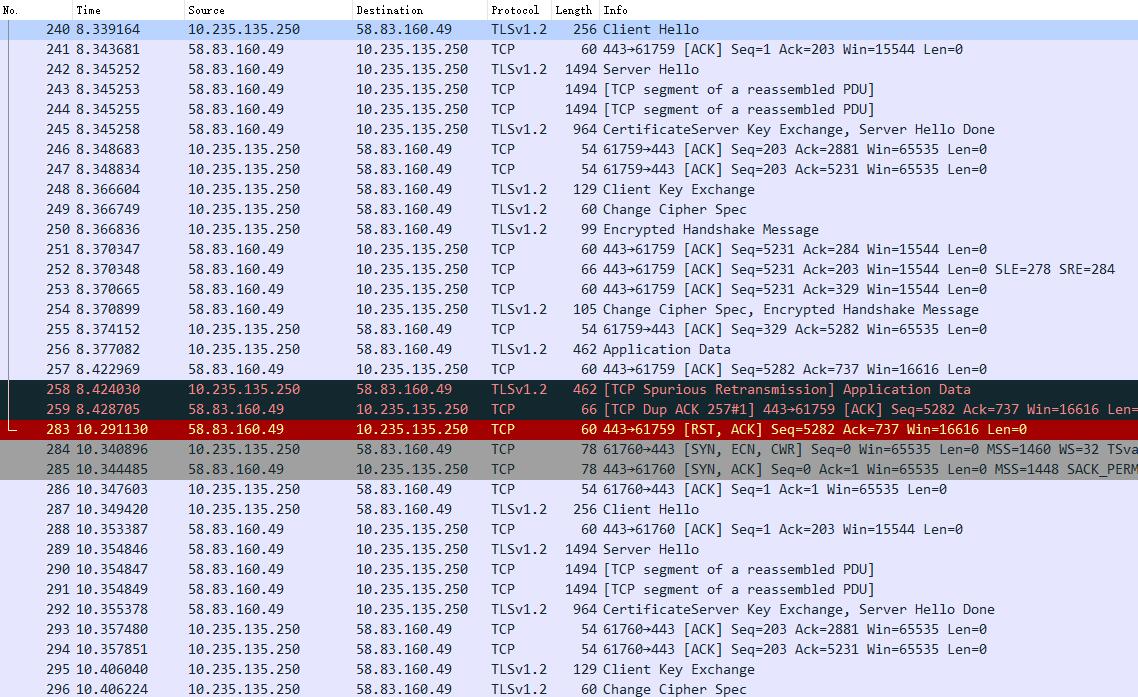 No. Time Source Destination Protocol Length Info
240 8.339164 10.235.135.250 58.83.160.49 TLSv1.2 256 Client Hello
241 8.343681 58.83.160.49 10.235.135.250 TCP 60 443→61759 [ACK] Seq=1 Ack=203 Win=15544 Len=0
242 8.345252 58.83.160.49 10.235.135.250 TLSv1.2 1494 Server Hello
243 8.345253 58.83.160.49 10.235.135.250 TCP 1494 [TCP segment of a reassembled PDU]
244 8.345255 58.83.160.49 10.235.135.250 TCP 1494 [TCP segment of a reassembled PDU]
245 8.345258 58.83.160.49 10.235.135.250 TLSv1.2 964 CertificateServer Key Exchange, Server Hello Done
246 8.348683 10.235.135.250 58.83.160.49 TCP 54 61759→443 [ACK] Seq=203 Ack=2881 Win=65535 Len=0
247 8.348834 10.235.135.250 58.83.160.49 TCP 54 61759→443 [ACK] Seq=203 Ack=5231 Win=65535 Len=0
248 8.366604 10.235.135.250 58.83.160.49 TLSv1.2 129 Client Key Exchange
249 8.366749 10.235.135.250 58.83.160.49 TLSv1.2 60 Change Cipher Spec
250 8.366836 10.235.135.250 58.83.160.49 TLSv1.2 99 Encrypted Handshake Message
251 8.370347 58.83.160.49 10.235.135.250 TCP 60 443→61759 [ACK] Seq=5231 Ack=284 Win=15544 Len=0
252 8.370348 58.83.160.49 10.235.135.250 TCP 66 443→61759 [ACK] Seq=5231 Ack=203 Win=15544 Len=0 SLE=278 SRE=284
253 8.370665 58.83.160.49 10.235.135.250 TCP 60 443→61759 [ACK] Seq=5231 Ack=329 Win=15544 Len=0
254 8.370899 58.83.160.49 10.235.135.250 TLSv1.2 105 Change Cipher Spec, Encrypted Handshake Message
255 8.374152 10.235.135.250 58.83.160.49 TCP 54 61759→443 [ACK] Seq=329 Ack=5282 Win=65535 Len=0
256 8.377082 10.235.135.250 58.83.160.49 TLSv1.2 462 Application Data
257 8.422969 58.83.160.49 10.235.135.250 TCP 60 443→61759 [ACK] Seq=5282 Ack=737 Win=16616 Len=0
258 8.424030 10.235.135.250 58.83.160.49 TLSv1.2 462 [TCP Spurious Retransmission] Application Data
259 8.428705 58.83.160.49 10.235.135.250 TCP 66 [TCP Dup ACK 257#1] 443→61759 [ACK] Seq=5282 Ack=737 Win=16616 Len=
283 10.291130 58.83.160.49 10.235.135.250 TCP 60 443→61759 [RST, ACK] Seq=5282 Ack=737 Win=16616 Len=0
284 10.340896 10.235.135.250 58.83.160.49 TCP 78 61760→443 [SYN, ECN, CWR] Seq=0 Win=65535 Len=0 MSS=1460 WS=32 TSva
285 10.344485 58.83.160.49 10.235.135.250 TCP 78 443→61760 [SYN, ACK] Seq=0 Ack=1 Win=65535 Len=0 MSS=1448 SACK_PERM
286 10.347603 10.235.135.250 58.83.160.49 TCP 54 61760→443 [ACK] Seq=1 Ack=1 Win=65535 Len=0
287 10.349420 10.235.135.250 58.83.160.49 TLSv1.2 256 Client Hello
288 10.353387 58.83.160.49 10.235.135.250 TCP 60 443→61760 [ACK] Seq=1 Ack=203 Win=15544 Len=0
289 10.354846 58.83.160.49 10.235.135.250 TLSv1.2 1494 Server Hello
290 10.354847 58.83.160.49 10.235.135.250 TCP 1494 [TCP segment of a reassembled PDU]
291 10.354849 58.83.160.49 10.235.135.250 TCP 1494 [TCP segment of a reassembled PDU]
292 10.355378 58.83.160.49 10.235.135.250 TLSv1.2 964 CertificateServer Key Exchange, Server Hello Done
293 10.357480 10.235.135.250 58.83.160.49 TCP 54 61760→443 [ACK] Seq=203 Ack=2881 Win=65535 Len=0
294 10.357851 10.235.135.250 58.83.160.49 TCP 54 61760→443 [ACK] Seq=203 Ack=5231 Win=65535 Len=0
295 10.406040 10.235.135.250 58.83.160.49 TLSv1.2 129 Client Key Exchange
296 10.406224 10.235.135.250 58.83.160.49 TLSv1.2 60 Change Cipher Spec